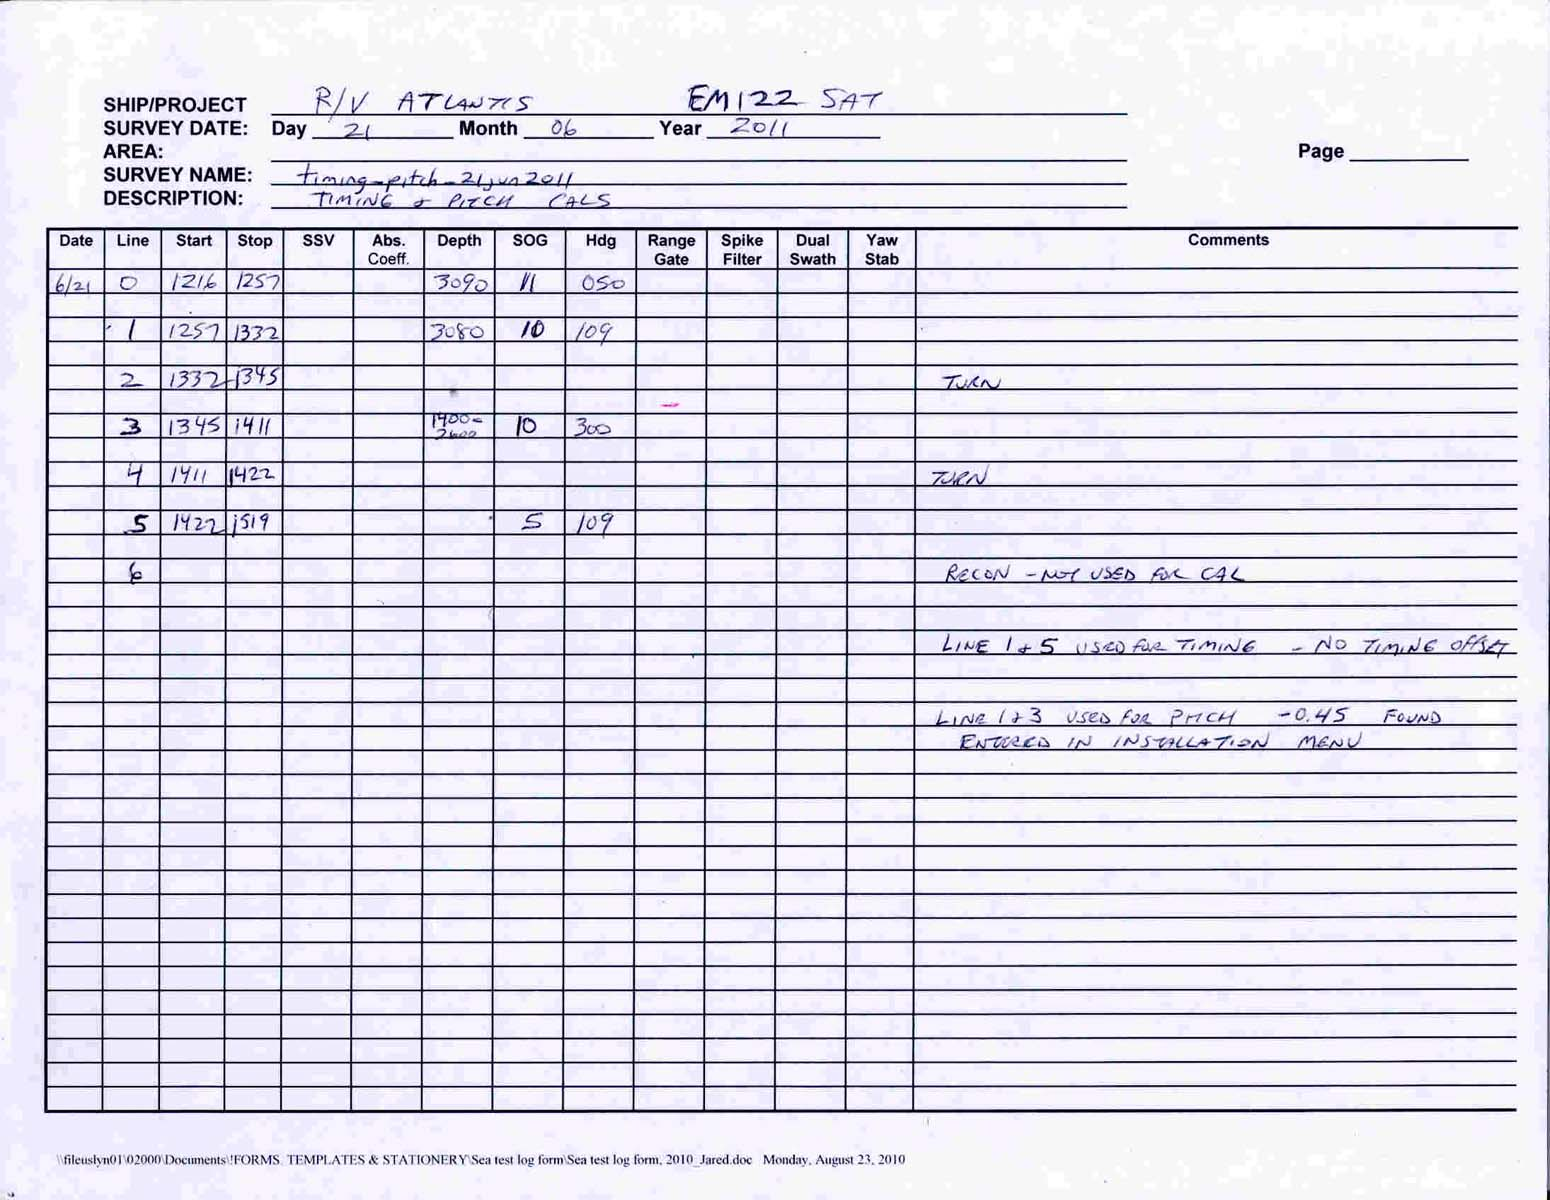 SHIP/PROJECT R/V ATLANTIS EM122 SAT
SURVEY DATE: Day 21 Month 06 Year 2011
AREA:
Page
SURVEY NAME: timing-pitch-21jun2011
DESCRIPTION: TIMING & PITCH CALS
Date Line Start Stop SSV Abs. Coeff. Depth SOG Hdg Range Gate Spike Filter Dual Swath Yaw Stab Comments
6/21 0 1216 1257 3090 11 050
1 1257 1332 3080 10 109
2 1332 1345 TURN
3 1345 1411 1400-2600 10 300
4 1411 1422 TURN
5 1422 1519 5 109
6 RECON - NOT USED FOR CAL
LINE 1 & 5 USED FOR TIMING - NO TIMING OFFSET
LINE 1 & 3 USED FOR PITCH -0.45 FOUND
ENTERED IN INSTALLATION MENU
\\fileuslyn01\02000\Documents\!FORMS, TEMPLATES & STATIONERY\Sea test log form\Sea test log form, 2010_Jared.doc Monday, August 23, 2010